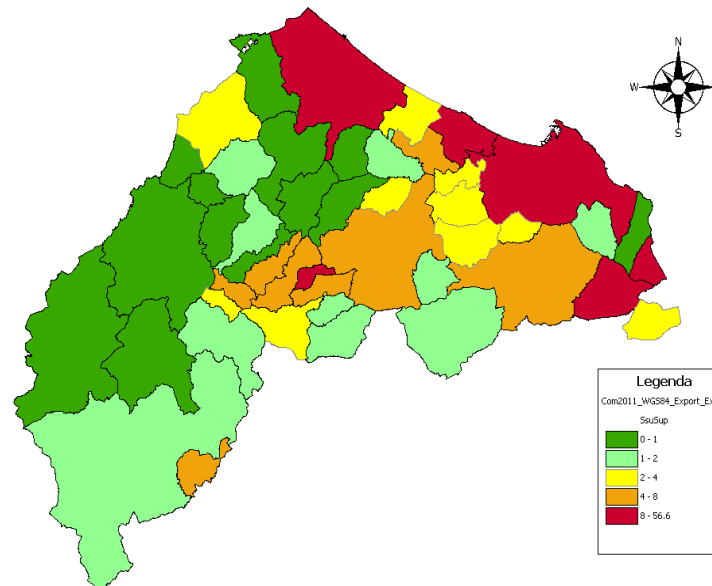 N
W
E
S
Legenda
Com2011_WGS84_Export_Ex
SsuSup
0 - 1
1 - 2
2 - 4
4 - 8
8 - 56.6